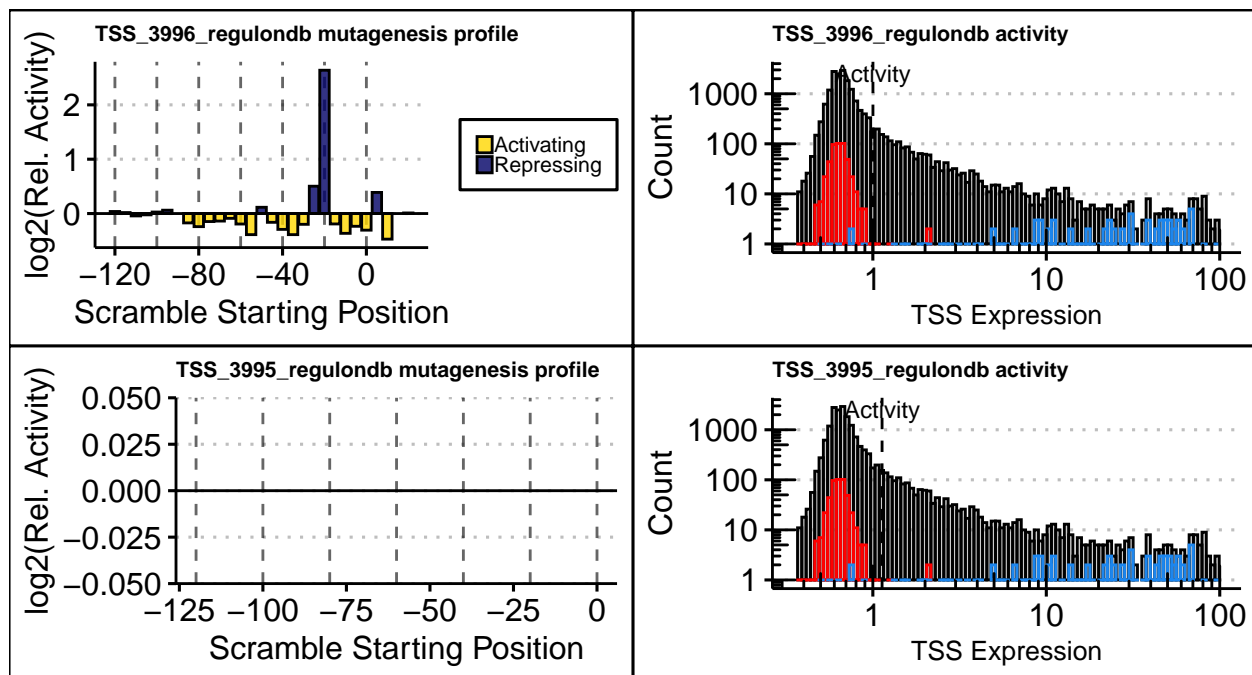 TSS_3996_regulondb mutagenesis profile
log2(Rel. Activity)
2
1
0
−120
−80
−40
0
Scramble Starting Position
Activating
Repressing
TSS_3996_regulondb activity
Activity
Count
1000
100
10
1
1
10
100
TSS Expression
TSS_3995_regulondb mutagenesis profile
log2(Rel. Activity)
0.050
0.025
0.000
−0.025
−0.050
−125
−100
−75
−50
−25
0
Scramble Starting Position
TSS_3995_regulondb activity
Activity
Count
1000
100
10
1
1
10
100
TSS Expression